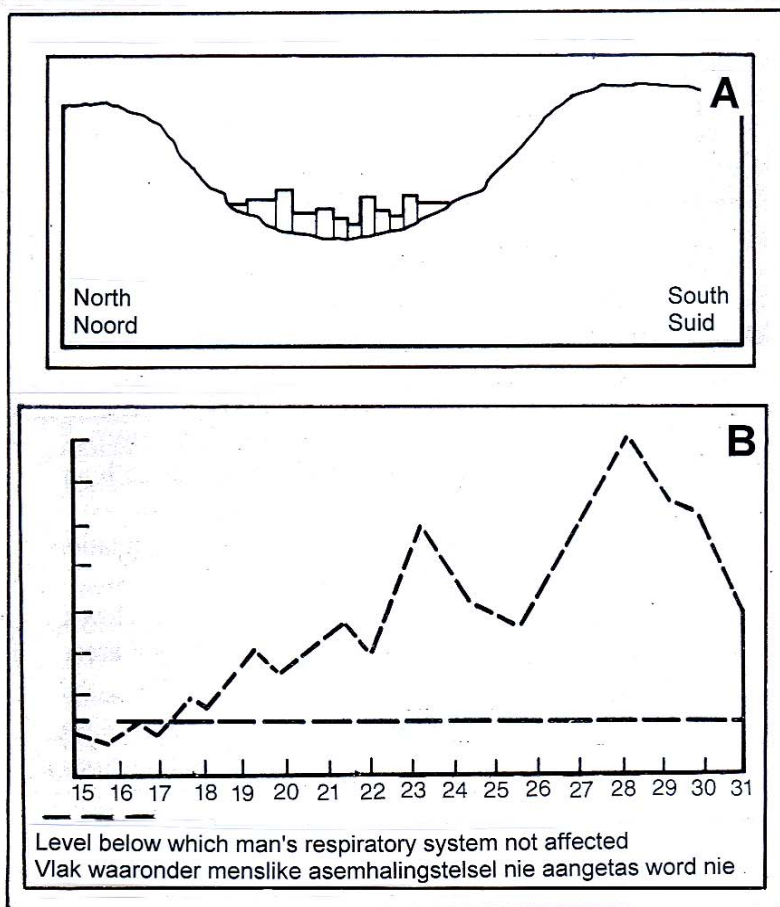 A
North
Noord
South
Suid
B
15 16 17 18 19 20 21 22 23 24 25 26 27 28 29 30 31
Level below which man's respiratory system not affected
Vlak waaronder menslike asemhalingstelsel nie aangetas word nie